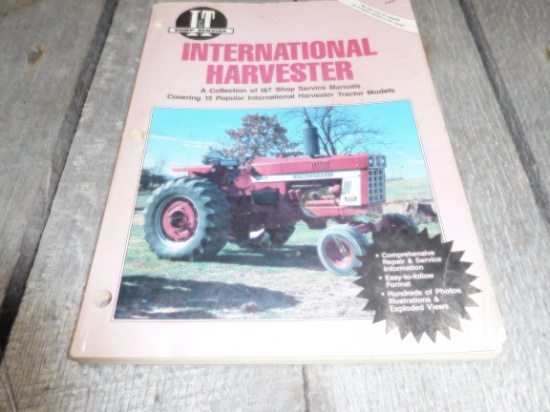 I&T
SHOP SERVICE
INTERNATIONAL
HARVESTER
A Collection of I&T Shop Service Manuals
Covering 15 Popular International Harvester Tractor Models
INTERNATIONAL
• Comprehensive
Repair & Service
Information
• Easy-to-follow
Format
• Hundreds of Photos
Illustrations &
Exploded Views